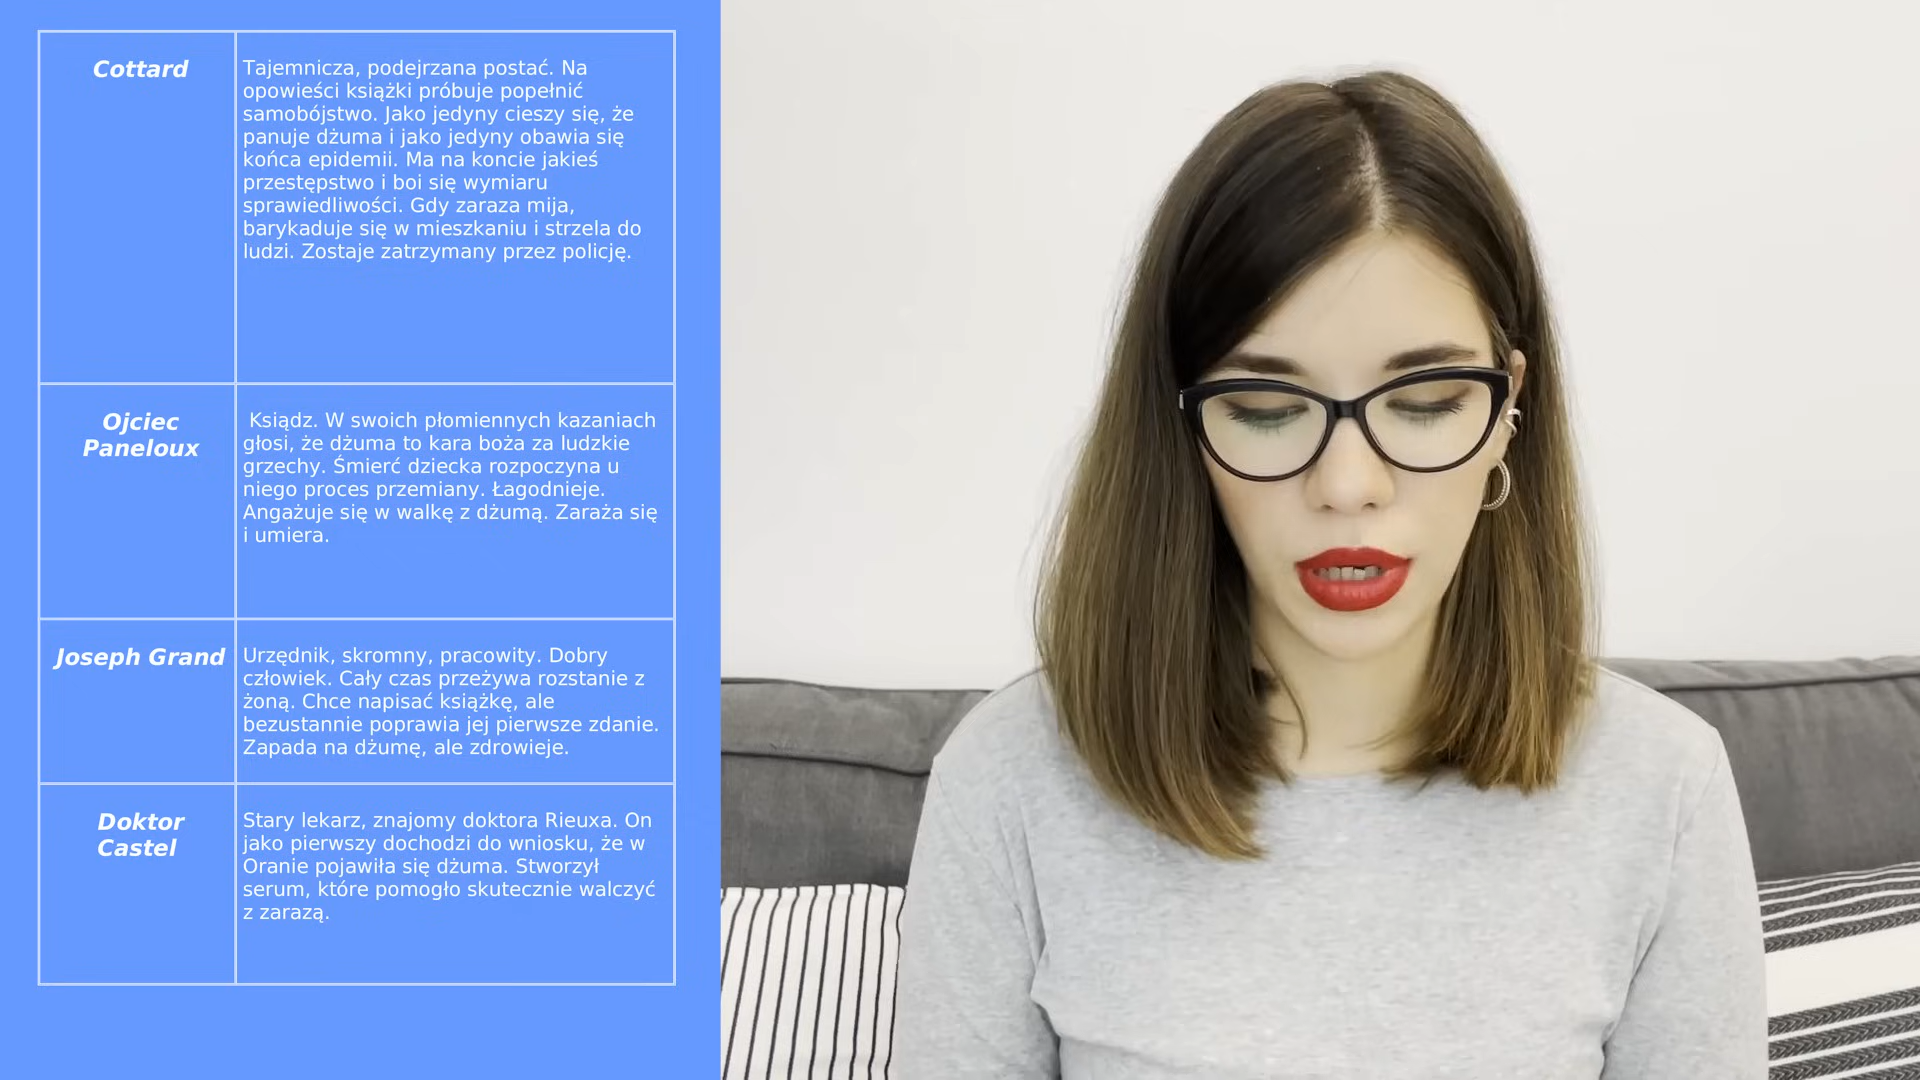 Cottard
Tajemnicza, podejrzana postać. Na
opowieści książki próbuje popełnić
samobójstwo. Jako jedyny cieszy się, że
panuje dżuma i jako jedyny obawia się
końca epidemii. Ma na koncie jakieś
przestępstwo i boi się wymiaru
sprawiedliwości. Gdy zaraza mija,
barykaduje się w mieszkaniu i strzela do
ludzi. Zostaje zatrzymany przez policję.
Ojciec
Paneloux
Ksiądz. W swoich płomiennych kazaniach
głosi, że dżuma to kara boża za ludzkie
grzechy. Śmierć dziecka rozpoczyna u
niego proces przemiany. Łagodnieje.
Angażuje się w walkę z dżumą. Zaraża się
i umiera.
Joseph Grand
Urzędnik, skromny, pracowity. Dobry
człowiek. Cały czas przeżywa rozstanie z
żoną. Chce napisać książkę, ale
bezustannie poprawia jej pierwsze zdanie.
Zapada na dżumę, ale zdrowieje.
Doktor
Castel
Stary lekarz, znajomy doktora Rieuxa. On
jako pierwszy dochodzi do wniosku, że w
Oranie pojawiła się dżuma. Stworzył
serum, które pomogło skutecznie walczyć
z zarazą.